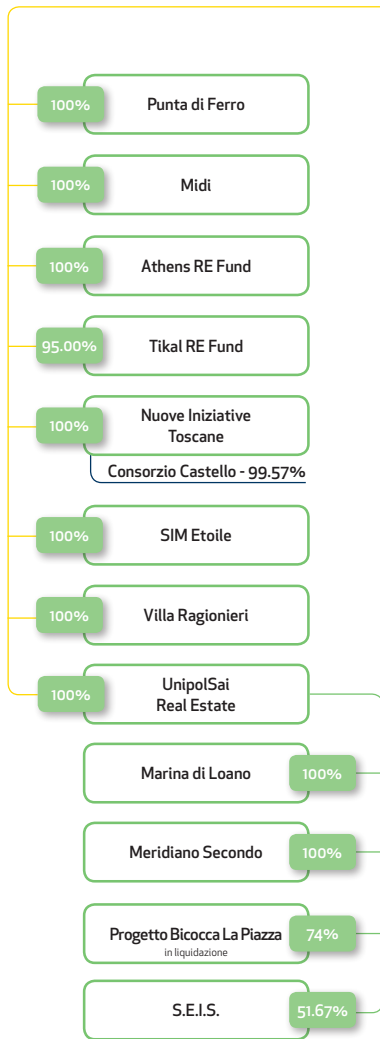 100%
Punta di Ferro
100%
Midi
100%
Athens RE Fund
95.00%
Tikal RE Fund
100%
Nuove Iniziative
Toscane
Consorzio Castello - 99.57%
100%
SIM Etoile
100%
Villa Ragionieri
100%
UnipolSai
Real Estate
Marina di Loano
100%
Meridiano Secondo
100%
Progetto Bicocca La Piazza
in liquidazione
74%
S.E.I.S.
51.67%